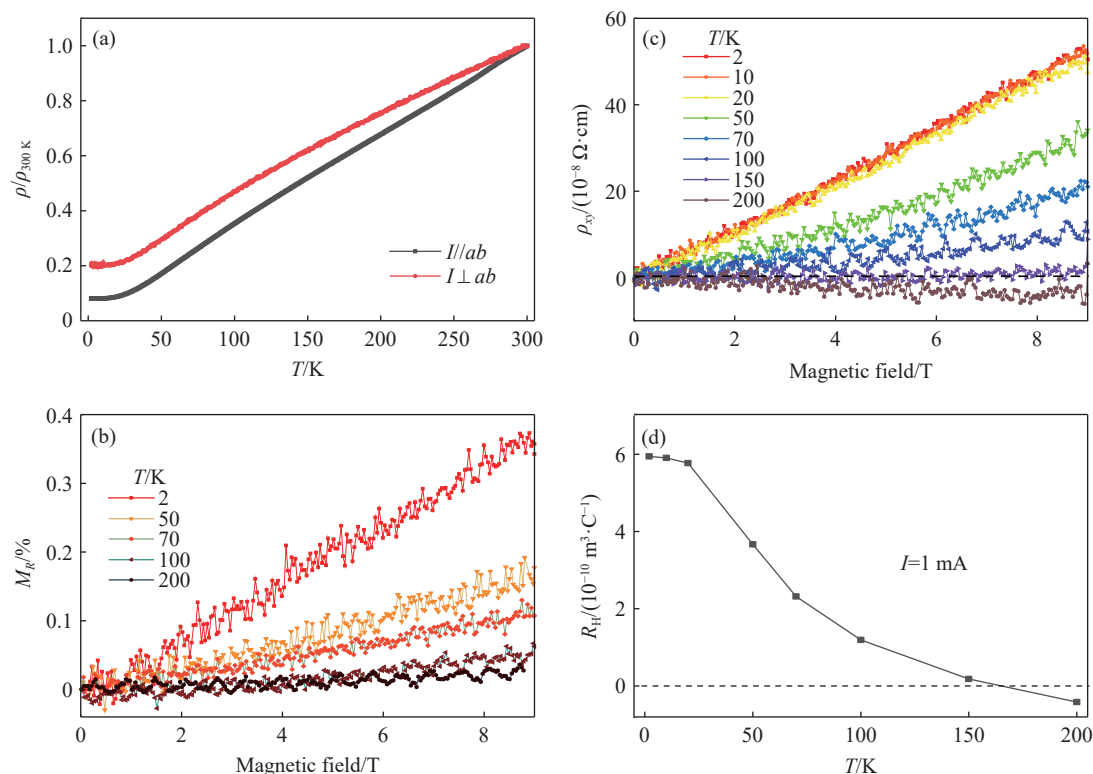 (a)
1.0
0.8
0.6
0.4
0.2
0
ρ/ρ300 K
I//ab
I⊥ab
0 50 100 150 200 250 300
T/K
(c)
T/K
2
10
20
50
70
100
150
200
60
40
20
0
ρxy/(10⁻⁸ Ω·cm)
0 2 4 6 8
Magnetic field/T
(b)
T/K
2
50
70
100
200
0.4
0.3
0.2
0.1
0
MR/%
0 2 4 6 8
Magnetic field/T
(d)
6
4
2
0
RH/(10⁻¹⁰ m³·C⁻¹)
I=1 mA
0 50 100 150 200
T/K